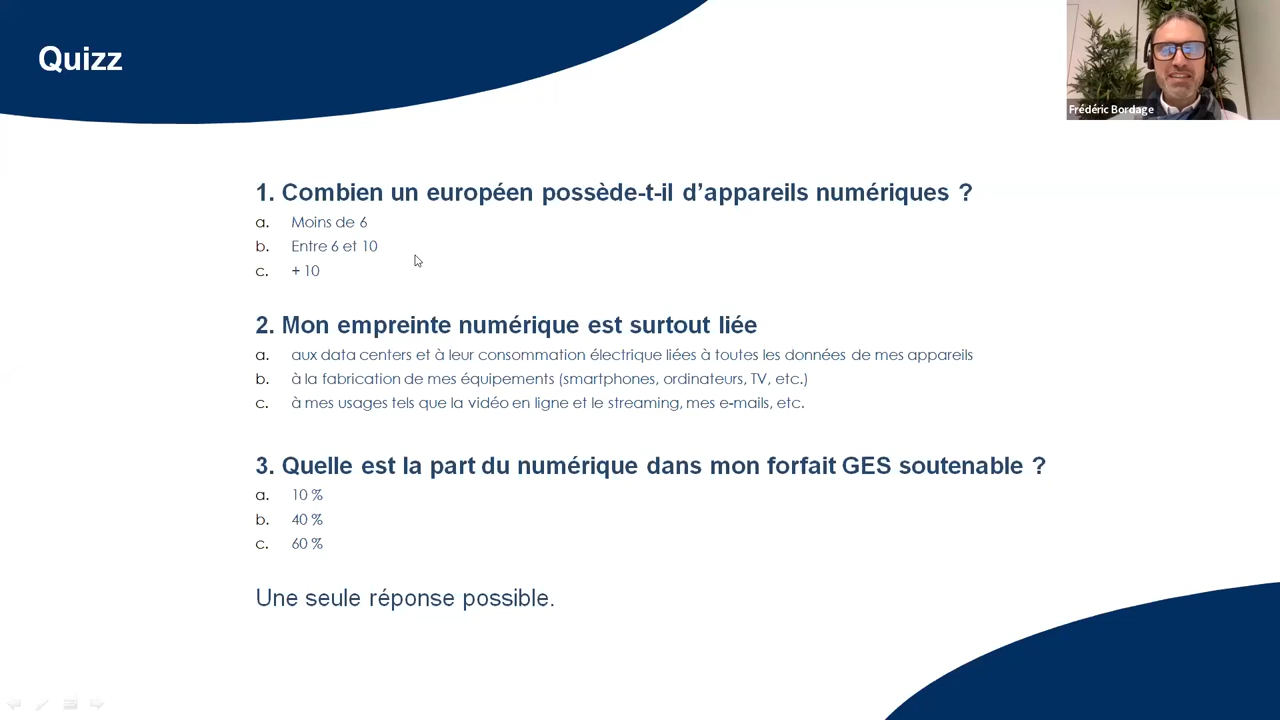 Quizz
Frédéric Bordage
1. Combien un européen possède-t-il d'appareils numériques ?
a. Moins de 6
b. Entre 6 et 10
c. + 10
2. Mon empreinte numérique est surtout liée
a. aux data centers et à leur consommation électrique liées à toutes les données de mes appareils
b. à la fabrication de mes équipements (smartphones, ordinateurs, TV, etc.)
c. à mes usages tels que la vidéo en ligne et le streaming, mes e-mails, etc.
3. Quelle est la part du numérique dans mon forfait GES soutenable ?
a. 10 %
b. 40 %
c. 60 %
Une seule réponse possible.